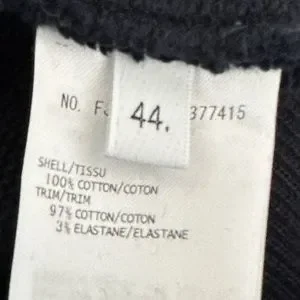 NO. F
44.
377415
SHELL/TISSU
100% COTTON/COTON
TRIM/TRIM
97% COTTON/COTON
3% ELASTANE/ELASTANE